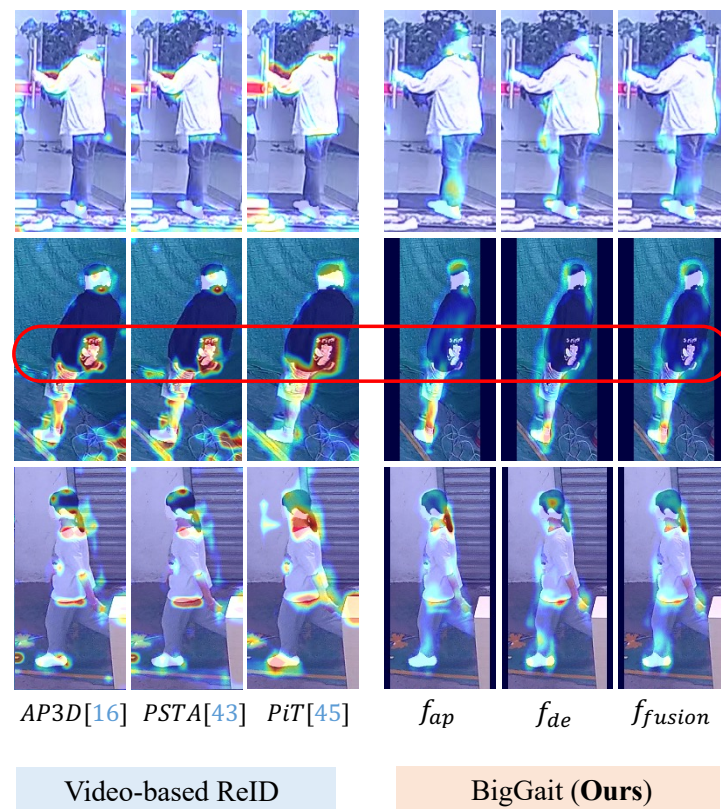 AP3D[16] PSTA[43] PiT[45] f_ap f_de f_fusion
Video-based ReID BigGait (Ours)